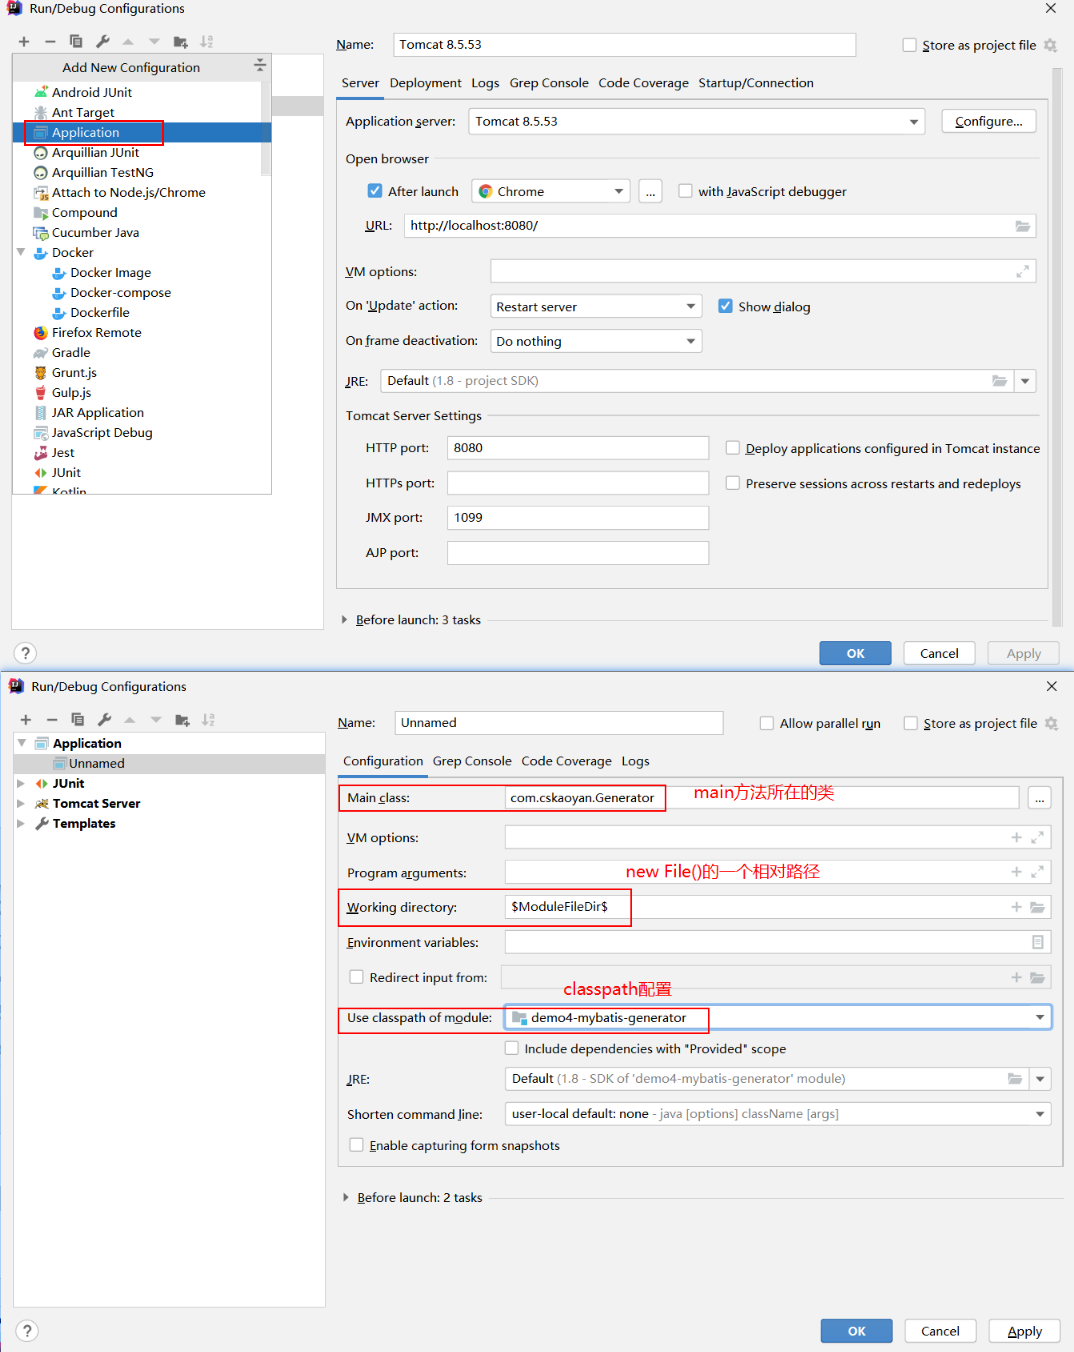 Run/Debug Configurations
Name: Tomcat 8.5.53
Store as project file
Add New Configuration
Android JUnit
Ant Target
Application
Arquillian JUnit
Arquillian TestNG
Attach to Node.js/Chrome
Compound
Cucumber Java
Docker
Docker Image
Docker-compose
Dockerfile
Firefox Remote
Gradle
Grunt.js
Gulp.js
JAR Application
JavaScript Debug
Jest
JUnit
Kotlin
Server Deployment Logs Grep Console Code Coverage Startup/Connection
Application server: Tomcat 8.5.53 Configure...
Open browser
After launch Chrome ... with JavaScript debugger
URL: http://localhost:8080/
VM options:
On 'Update' action: Restart server Show dialog
On frame deactivation: Do nothing
JRE: Default (1.8 - project SDK)
Tomcat Server Settings
HTTP port: 8080 Deploy applications configured in Tomcat instance
HTTPs port: Preserve sessions across restarts and redeploys
JMX port: 1099
AJP port:
Before launch: 3 tasks
? OK Cancel Apply
Run/Debug Configurations
Name: Unnamed Allow parallel run Store as project file
Application
Unnamed
JUnit
Tomcat Server
Templates
Configuration Grep Console Code Coverage Logs
Main class: com.cskaoyan.Generator main方法所在的类 ...
VM options:
Program arguments: new File()的一个相对路径
Working directory: $ModuleFileDir$
Environment variables:
Redirect input from:
classpath配置
Use classpath of module: demo4-mybatis-generator
Include dependencies with "Provided" scope
JRE: Default (1.8 - SDK of 'demo4-mybatis-generator' module)
Shorten command line: user-local default: none - java [options] className [args]
Enable capturing form snapshots
Before launch: 2 tasks
? OK Cancel Apply